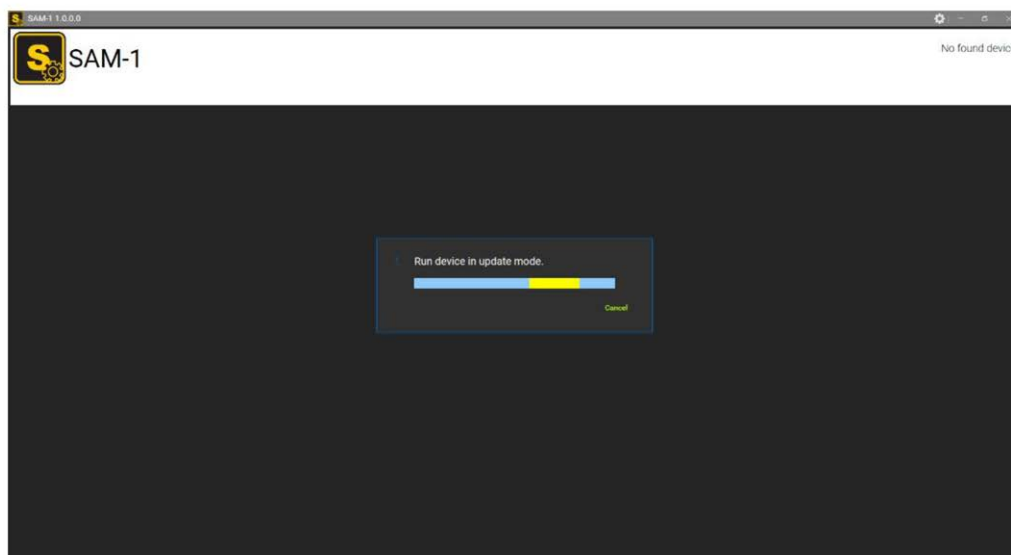 SAM-1 1.0.0.0
SAM-1
No found devic
Run device in update mode.
Cancel